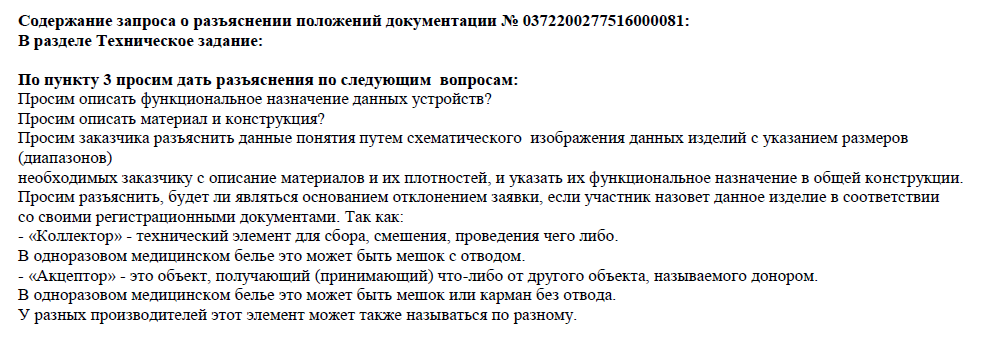 Содержание запроса о разъяснении положений документации № 0372200277516000081:
В разделе Техническое задание:
По пункту 3 просим дать разъяснения по следующим вопросам:
Просим описать функциональное назначение данных устройств?
Просим описать материал и конструкция?
Просим заказчика разъяснить данные понятия путем схематического изображения данных изделий с указанием размеров
(диапазонов)
необходимых заказчику с описание материалов и их плотностей, и указать их функциональное назначение в общей конструкции.
Просим разъяснить, будет ли являться основанием отклонением заявки, если участник назовет данное изделие в соответствии
со своими регистрационными документами. Так как:
- «Коллектор» - технический элемент для сбора, смешения, проведения чего либо.
В одноразовом медицинском белье это может быть мешок с отводом.
- «Акцептор» - это объект, получающий (принимающий) что-либо от другого объекта, называемого донором.
В одноразовом медицинском белье это может быть мешок или карман без отвода.
У разных производителей этот элемент может также называться по разному.